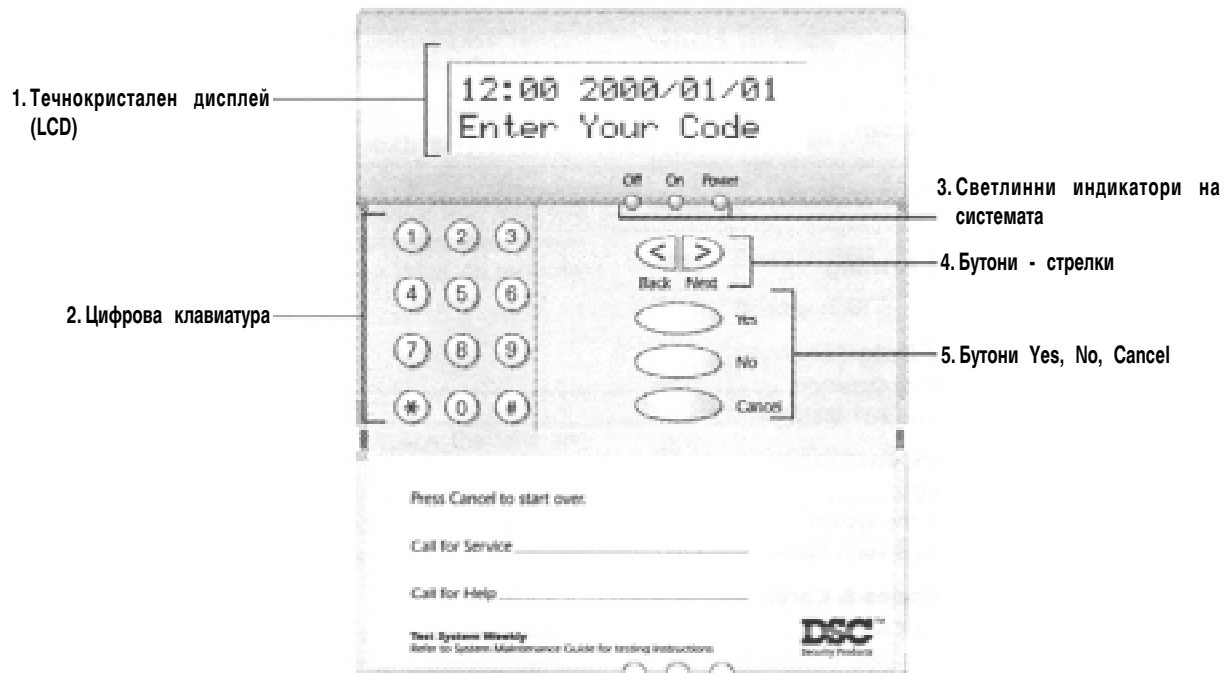 12:00 2000/01/01
Enter Your Code
1. Течнокристален дисплей
(LCD)
Off On Power
3. Светлинни индикатори на
системата
1 2 3
< >
Back Next
4. Бутони - стрелки
4 5 6
2. Цифрова клавиатура
Yes
7 8 9
No
5. Бутони Yes, No, Cancel
* 0 #
Cancel
Press Cancel to start over.
Call for Service
Call for Help
Test System Weekly
Refer to System Maintenance Guide for testing instructions
DSC™
Security Products